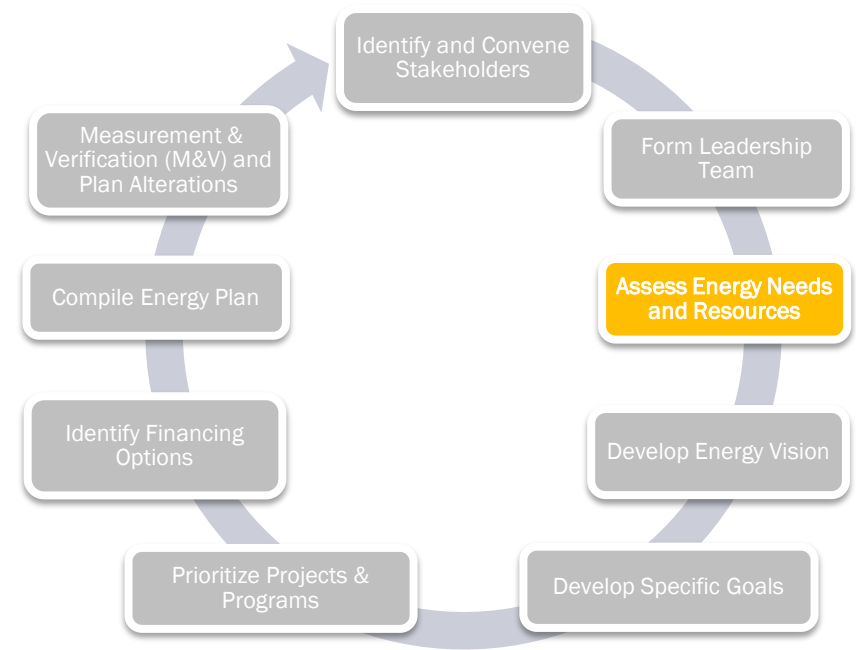 Identify and Convene
Stakeholders
Form Leadership
Team
Assess Energy Needs
and Resources
Develop Energy Vision
Develop Specific Goals
Prioritize Projects &
Programs
Identify Financing
Options
Compile Energy Plan
Measurement &
Verification (M&V) and
Plan Alterations